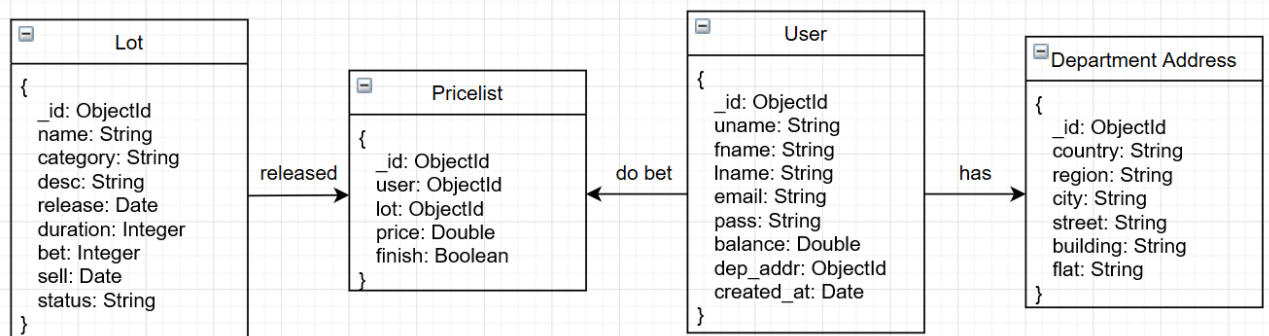 Lot
{
_id: ObjectId
name: String
category: String
desc: String
release: Date
duration: Integer
bet: Integer
sell: Date
status: String
}
released
Pricelist
{
_id: ObjectId
user: ObjectId
lot: ObjectId
price: Double
finish: Boolean
}
do bet
User
{
_id: ObjectId
uname: String
fname: String
lname: String
email: String
pass: String
balance: Double
dep_addr: ObjectId
created_at: Date
}
has
Department Address
{
_id: ObjectId
country: String
region: String
city: String
street: String
building: String
flat: String
}